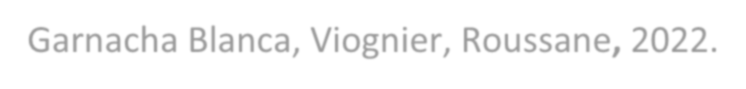 Garnacha Blanca, Viognier, Roussane, 2022.